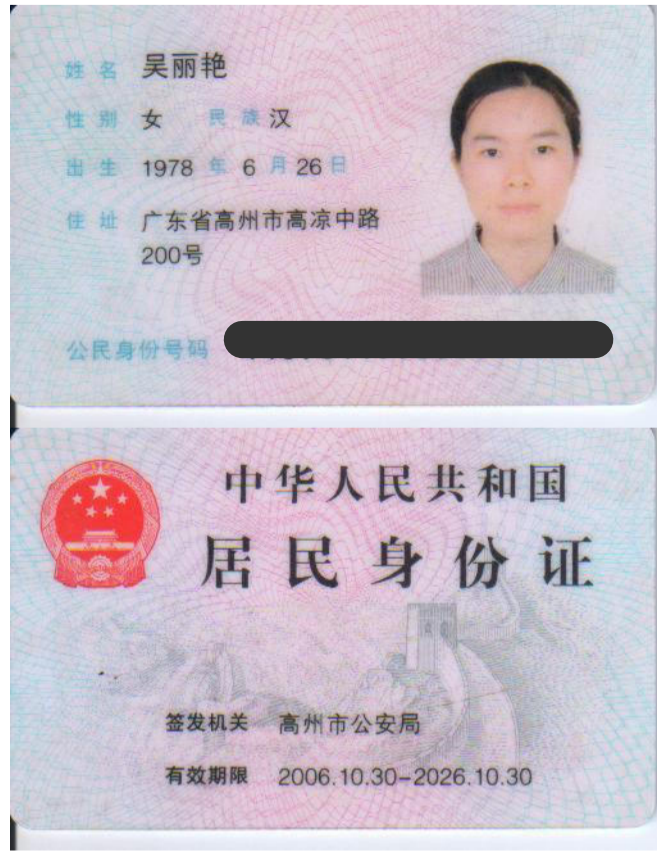 姓名 吴丽艳
性别 女 民族 汉
出生 1978 年 6 月 26 日
住址 广东省高州市高凉中路
200号
公民身份号码
中华人民共和国
居民身份证
签发机关 高州市公安局
有效期限 2006.10.30-2026.10.30